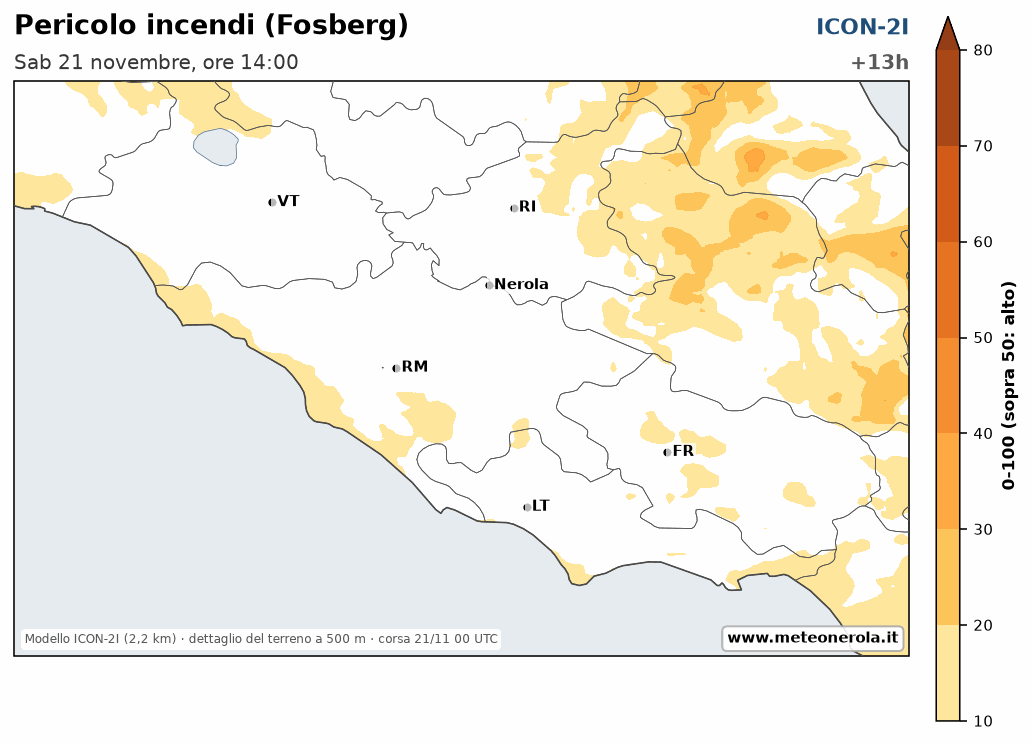 Pericolo incendi (Fosberg)
ICON-2I
Sab 21 novembre, ore 14:00
+13h
80
70
60
50
40
30
20
10
0-100 (sopra 50: alto)
VT
RI
Nerola
RM
FR
LT
Modello ICON-2I (2,2 km) · dettaglio del terreno a 500 m · corsa 21/11 00 UTC
www.meteonerola.it